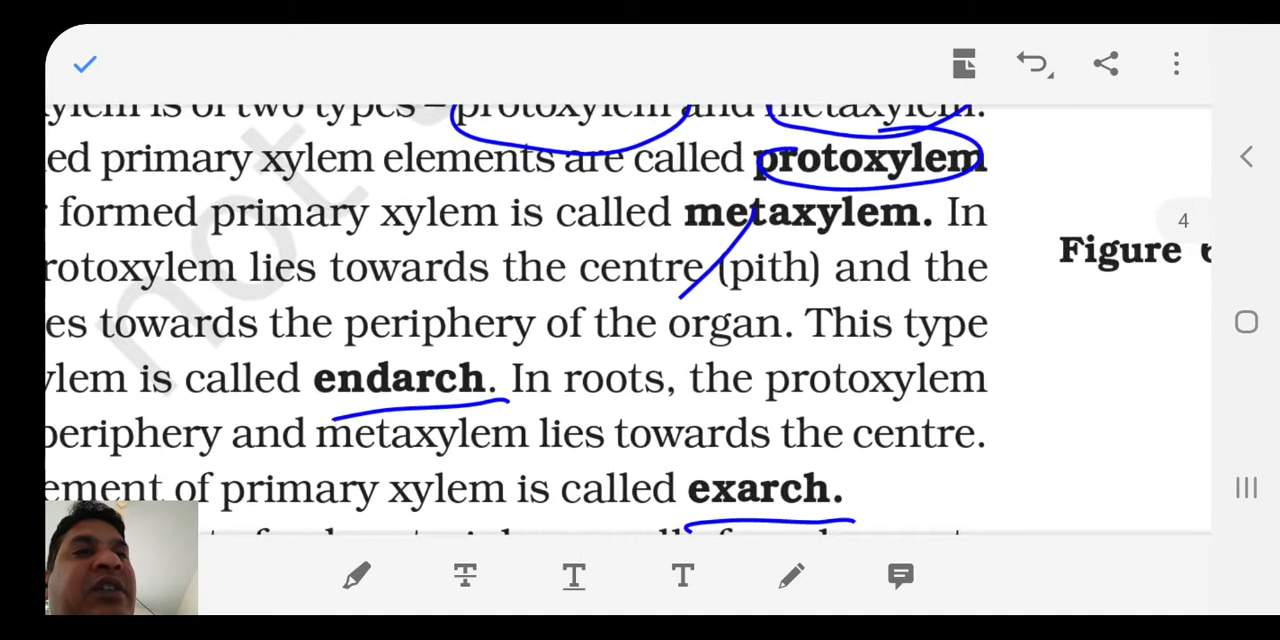 ylem is of two types – protoxylem and metaxylem.
ed primary xylem elements are called protoxylem
formed primary xylem is called metaxylem. In
rotoxylem lies towards the centre (pith) and the
es towards the periphery of the organ. This type
ylem is called endarch. In roots, the protoxylem
periphery and metaxylem lies towards the centre.
ement of primary xylem is called exarch.
4
Figure
not